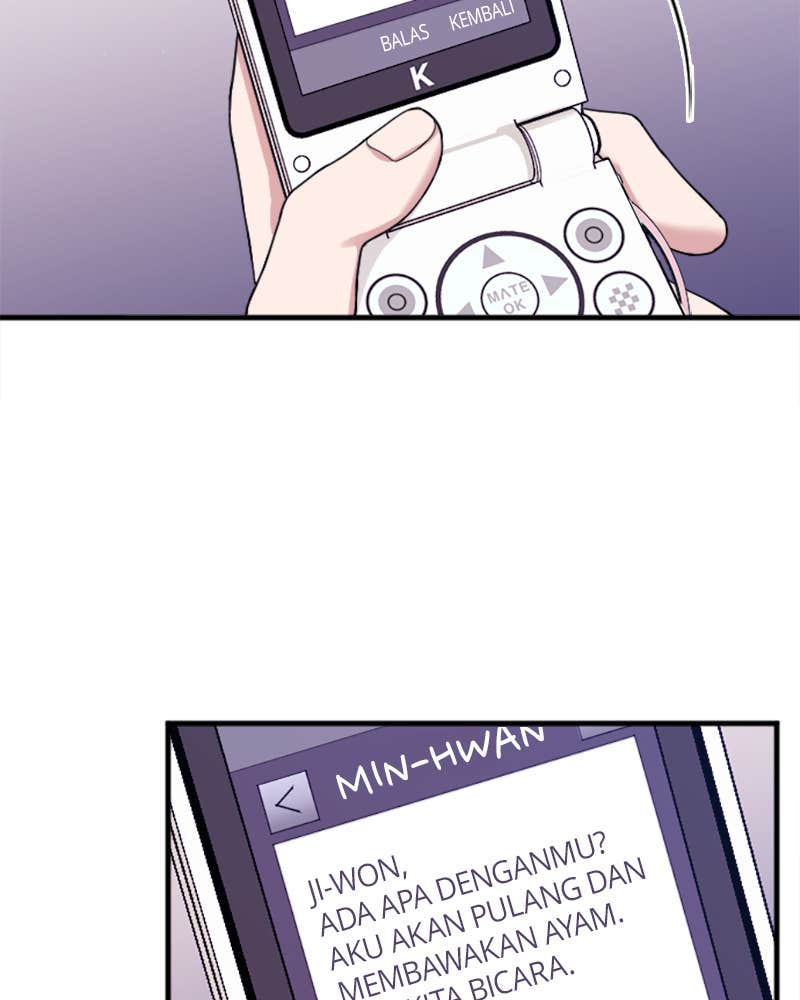 BALAS KEMBALI
K
MATE
OK
<
MIN-HWAN
JI-WON,
ADA APA DENGANMU?
AKU AKAN PULANG DAN
MEMBAWAKAN AYAM.
KITA BICARA.